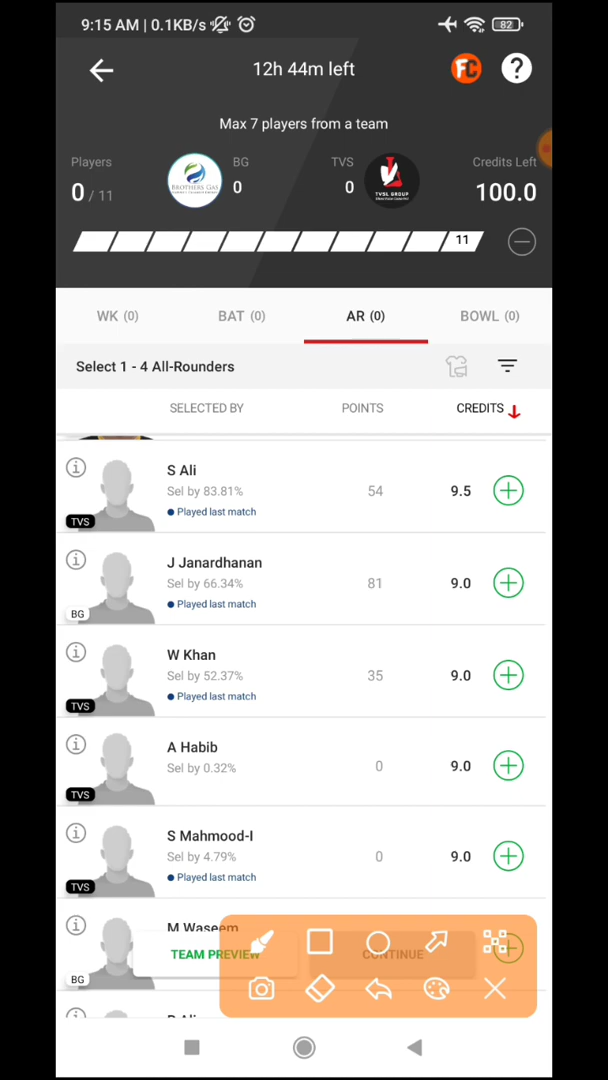 9:15 AM | 0.1KB/s
82
12h 44m left
FC
?
Max 7 players from a team
Players
0 / 11
BROTHERS GAS
BG
0
TVS
0
TVSL GROUP
Credits Left
100.0
11
WK (0)
BAT (0)
AR (0)
BOWL (0)
Select 1 - 4 All-Rounders
SELECTED BY
POINTS
CREDITS
S Ali
Sel by 83.81%
54
9.5
Played last match
TVS
J Janardhanan
Sel by 66.34%
81
9.0
Played last match
BG
W Khan
Sel by 52.37%
35
9.0
Played last match
TVS
A Habib
Sel by 0.32%
0
9.0
TVS
S Mahmood-I
Sel by 4.79%
0
9.0
Played last match
TVS
M Waseem
TEAM PREVIEW
CONTINUE
BG